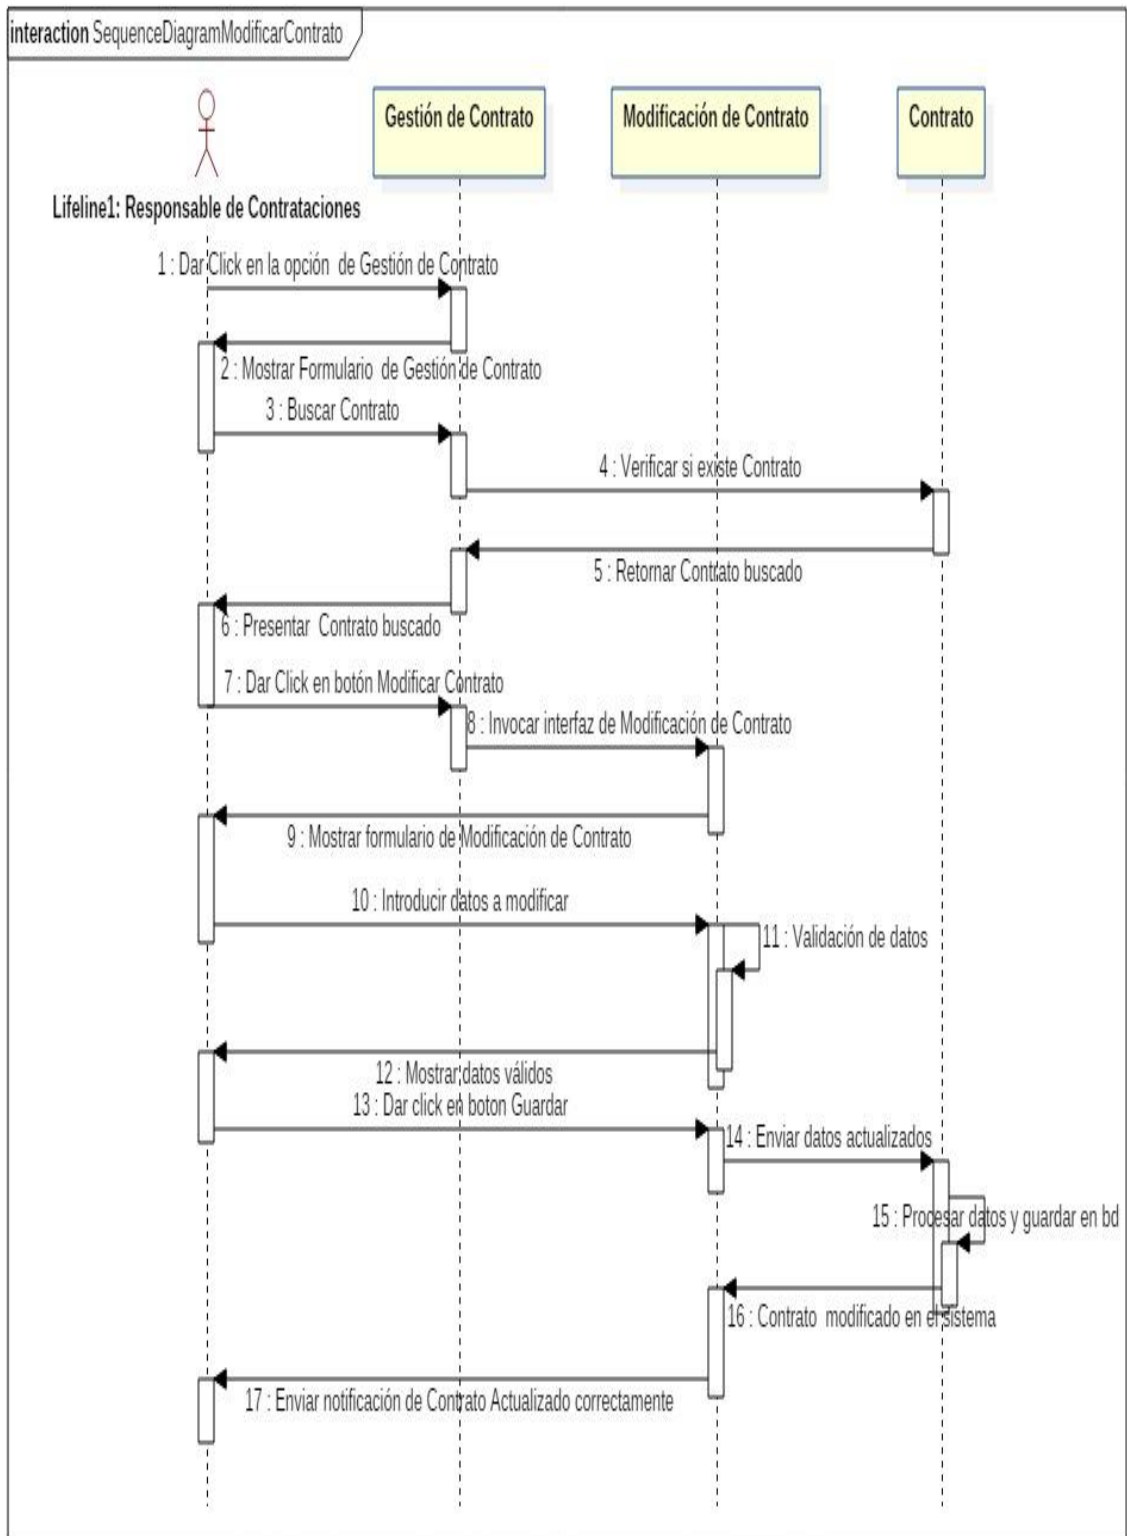 interaction SequenceDiagramModificarContrato
Gestión de Contrato
Modificación de Contrato
Contrato
Lifeline1: Responsable de Contrataciones
1 : Dar Click en la opción de Gestión de Contrato
2 : Mostrar Formulario de Gestión de Contrato
3 : Buscar Contrato
4 : Verificar si existe Contrato
5 : Retornar Contrato buscado
6 : Presentar Contrato buscado
7 : Dar Click en botón Modificar Contrato
8 : Invocar interfaz de Modificación de Contrato
9 : Mostrar formulario de Modificación de Contrato
10 : Introducir datos a modificar
11 : Validación de datos
12 : Mostrar datos válidos
13 : Dar click en boton Guardar
14 : Enviar datos actualizados
15 : Procesar datos y guardar en bd
16 : Contrato modificado en el sistema
17 : Enviar notificación de Contrato Actualizado correctamente